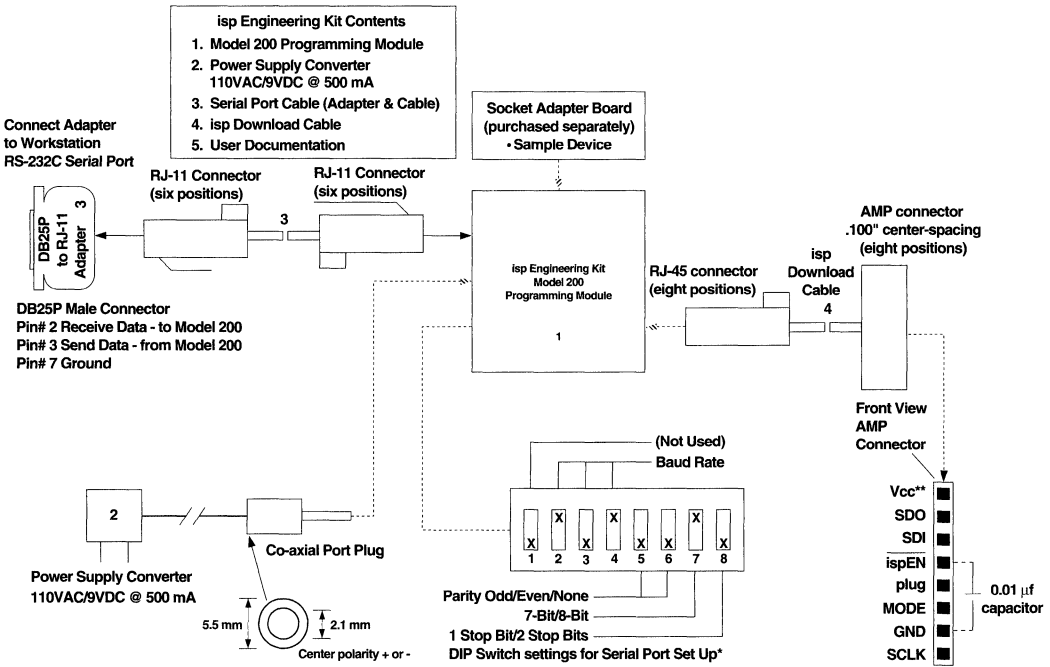 isp Engineering Kit Contents
1. Model 200 Programming Module
2. Power Supply Converter
110VAC/9VDC @ 500 mA
3. Serial Port Cable (Adapter & Cable)
4. isp Download Cable
5. User Documentation
Socket Adapter Board
(purchased separately)
• Sample Device
Connect Adapter
to Workstation
RS-232C Serial Port
RJ-11 Connector
(six positions)
RJ-11 Connector
(six positions)
3
DB25P
to RJ-11
Adapter 3
DB25P Male Connector
Pin# 2 Receive Data - to Model 200
Pin# 3 Send Data - from Model 200
Pin# 7 Ground
isp Engineering Kit
Model 200
Programming Module
1
RJ-45 connector
(eight positions)
isp
Download
Cable
4
AMP connector
.100" center-spacing
(eight positions)
Front View
AMP
Connector
Vcc**
SDO
SDI
ispEN
plug
MODE
GND
SCLK
0.01 µf
capacitor
(Not Used)
Baud Rate
X X X X X X X X
1 2 3 4 5 6 7 8
Parity Odd/Even/None
7-Bit/8-Bit
1 Stop Bit/2 Stop Bits
DIP Switch settings for Serial Port Set Up*
2
Power Supply Converter
110VAC/9VDC @ 500 mA
Co-axial Port Plug
5.5 mm
2.1 mm
Center polarity + or -